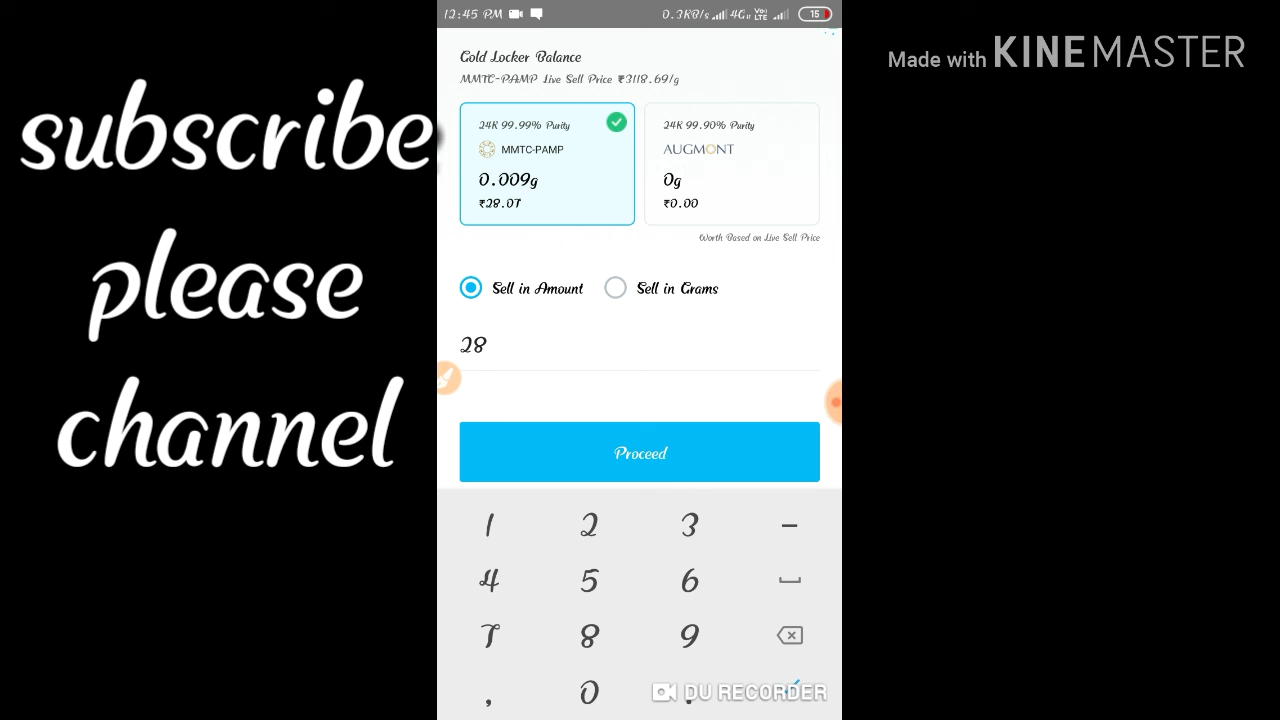 subscribe
please
channel
12:45 PM
0.3KB/s 4G VoLTE 15
Gold Locker Balance
MMTC-PAMP Live Sell Price ₹3118.69/g
24K 99.99% Purity
MMTC-PAMP
0.009g
₹28.07
24K 99.90% Purity
AUGMONT
0g
₹0.00
Worth Based on Live Sell Price
Sell in Amount
Sell in Grams
28
Proceed
1 2 3 -
4 5 6
7 8 9
, 0 .
DU RECORDER
Made with KINEMASTER